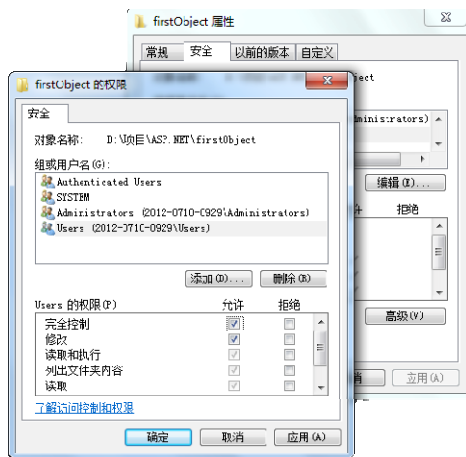 firstObject 属性
常规 安全 以前的版本 自定义
ject
dministrators)
编辑(E)...
拒绝
高级(V)
消 应用(A)
firstObject 的权限
安全
对象名称: D:\项目\AS?.NET\firstObject
组或用户名(G):
Authenticated Users
SYSTEM
Administrators (2012-0710-C929\Administrators)
Users (2012-071C-0929\Users)
添加(D)... 删除(R)
Users 的权限(P) 允许 拒绝
完全控制
修改
读取和执行
列出文件夹内容
读取
了解访问控制和权限
确定 取消 应用(A)